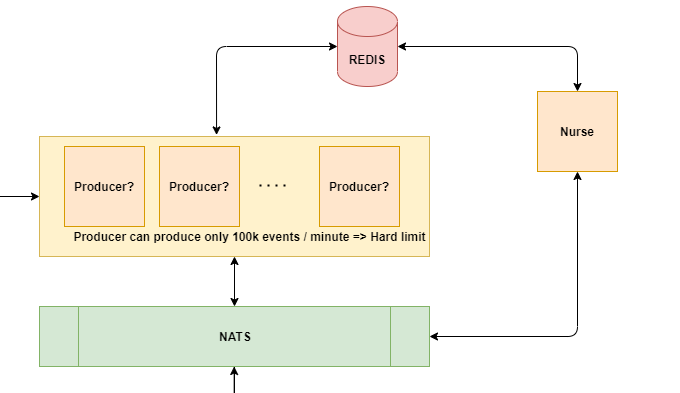 REDIS
Nurse
Producer?
Producer?
. . . .
Producer?
Producer can produce only 100k events / minute => Hard limit
NATS